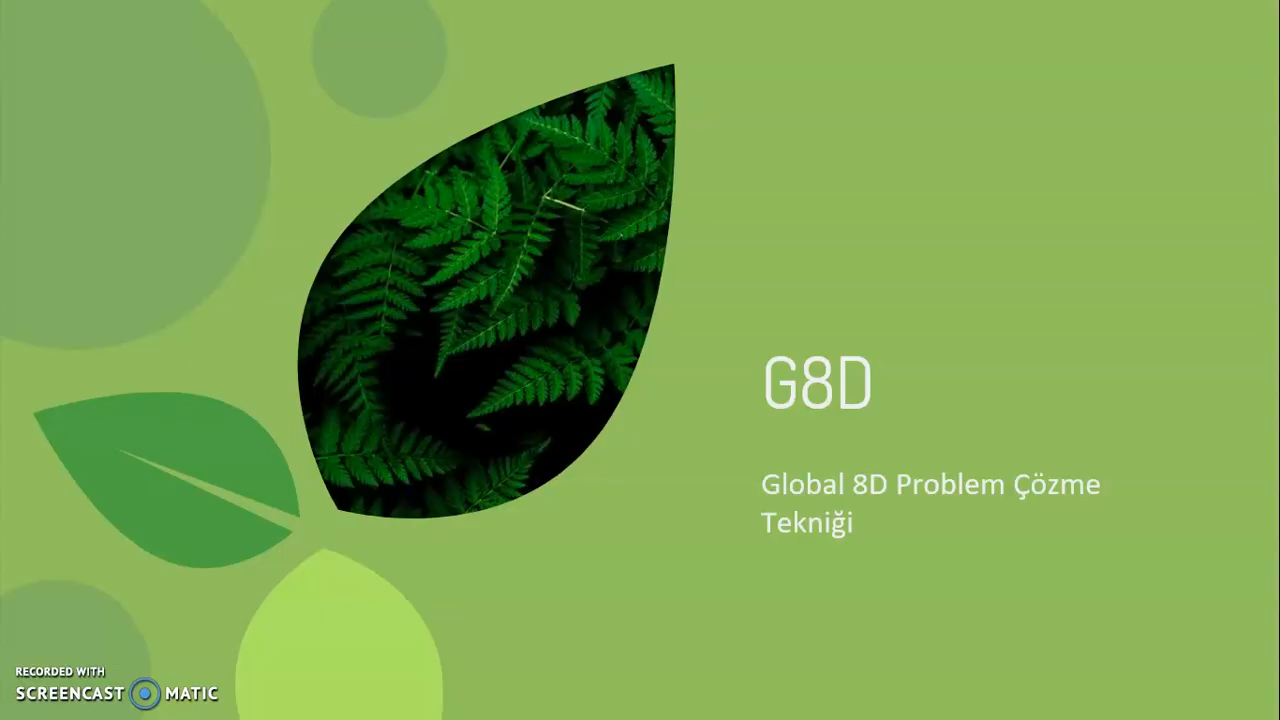 G8D
Global 8D Problem Çözme
Tekniği
RECORDED WITH
SCREENCAST MATIC